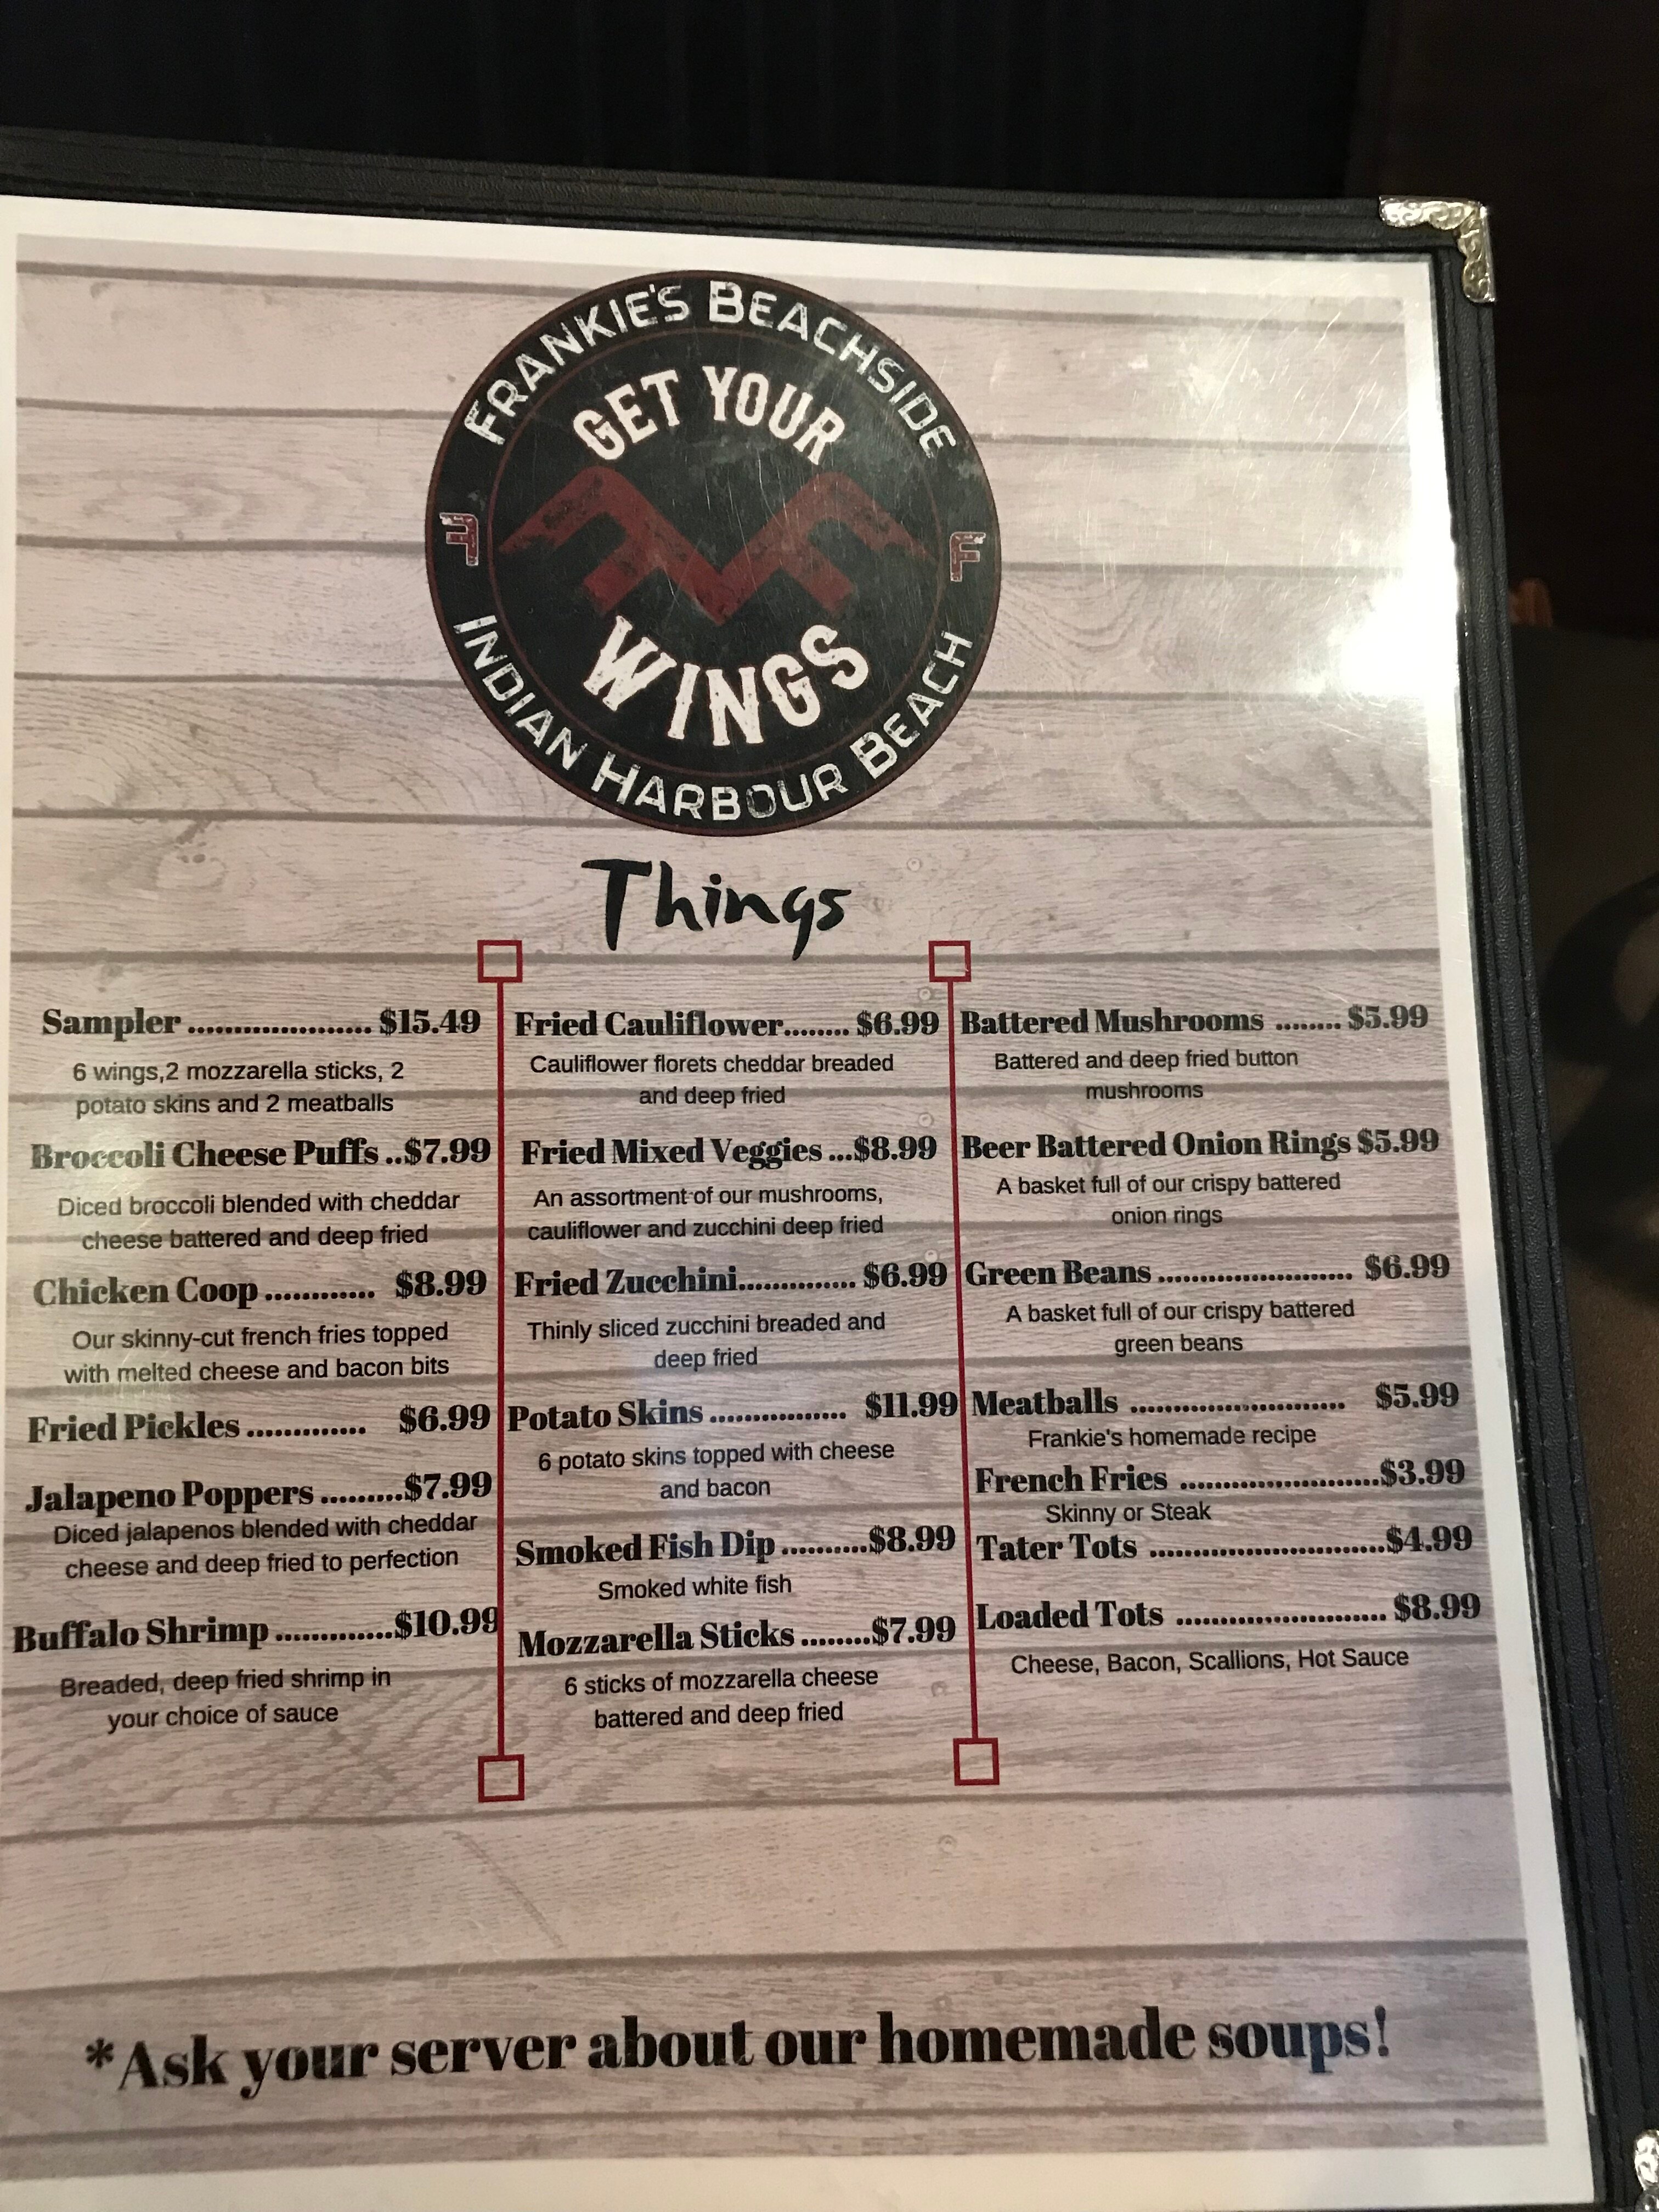 FRANKIE'S BEACHSIDE
GET YOUR
WINGS
INDIAN HARBOUR BEACH
Things
Sampler ..................... $15.49
6 wings,2 mozzarella sticks, 2
potato skins and 2 meatballs
Broccoli Cheese Puffs ..$7.99
Diced broccoli blended with cheddar
cheese battered and deep fried
Chicken Coop ............ $8.99
Our skinny-cut french fries topped
with melted cheese and bacon bits
Fried Pickles ............. $6.99
Jalapeno Poppers .........$7.99
Diced jalapenos blended with cheddar
cheese and deep fried to perfection
Buffalo Shrimp .............$10.99
Breaded, deep fried shrimp in
your choice of sauce
Fried Cauliflower........ $6.99
Cauliflower florets cheddar breaded
and deep fried
Fried Mixed Veggies ...$8.99
An assortment of our mushrooms,
cauliflower and zucchini deep fried
Fried Zucchini.............. $6.99
Thinly sliced zucchini breaded and
deep fried
Potato Skins ................ $11.99
6 potato skins topped with cheese
and bacon
Smoked Fish Dip ..........$8.99
Smoked white fish
Mozzarella Sticks ........$7.99
6 sticks of mozzarella cheese
battered and deep fried
Battered Mushrooms ........ $5.99
Battered and deep fried button
mushrooms
Beer Battered Onion Rings $5.99
A basket full of our crispy battered
onion rings
Green Beans ....................... $6.99
A basket full of our crispy battered
green beans
Meatballs ......................... $5.99
Frankie's homemade recipe
French Fries .......................$3.99
Skinny or Steak
Tater Tots ...........................$4.99
Loaded Tots ........................ $8.99
Cheese, Bacon, Scallions, Hot Sauce
*Ask your server about our homemade soups!